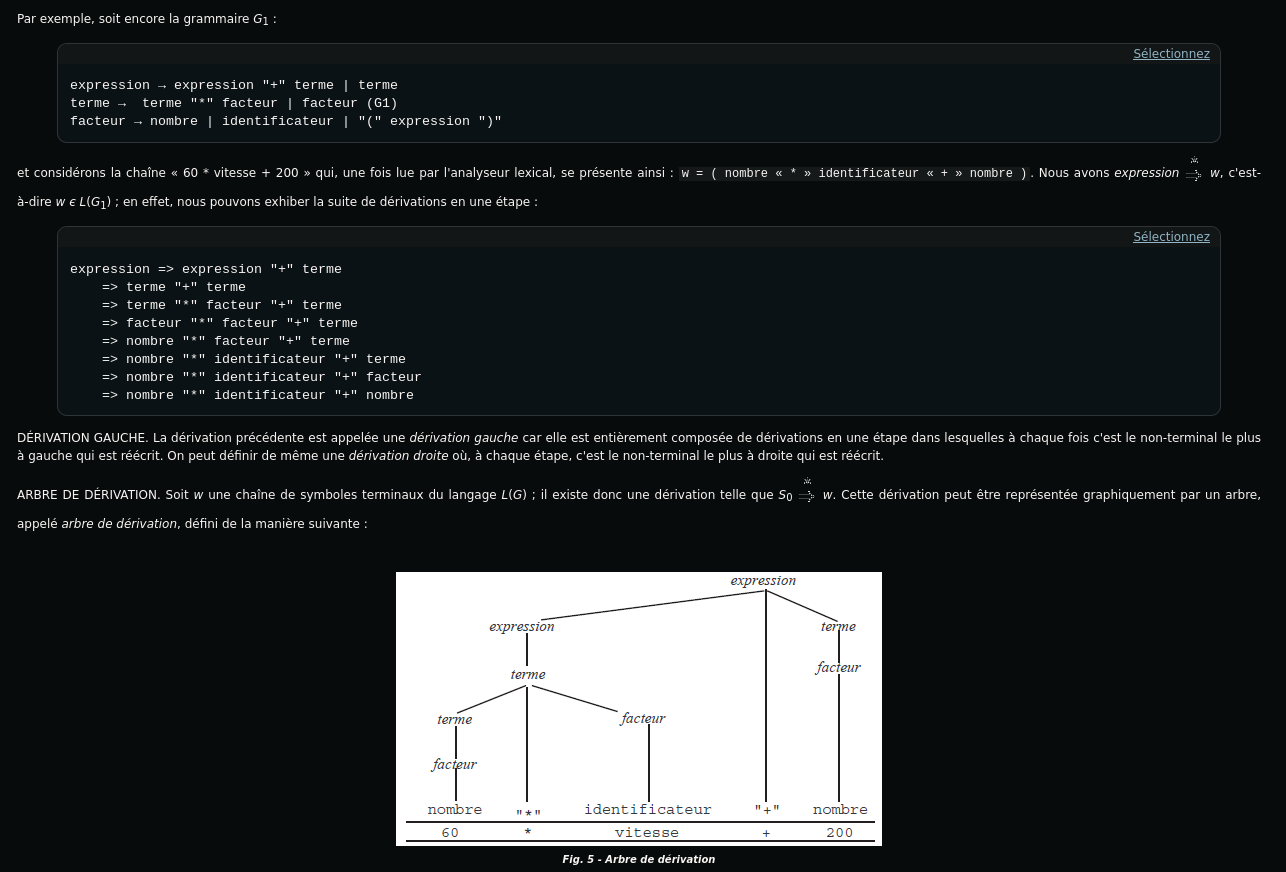 Par exemple, soit encore la grammaire G1 :
Sélectionnez
expression → expression "+" terme | terme
terme →  terme "*" facteur | facteur (G1)
facteur → nombre | identificateur | "(" expression ")"
et considérons la chaîne « 60 * vitesse + 200 » qui, une fois lue par l'analyseur lexical, se présente ainsi : w = ( nombre « * » identificateur « + » nombre ). Nous avons expression *⇒ w, c'est-
à-dire w ϵ L(G1) ; en effet, nous pouvons exhiber la suite de dérivations en une étape :
Sélectionnez
expression => expression "+" terme
=> terme "+" terme
=> terme "*" facteur "+" terme
=> facteur "*" facteur "+" terme
=> nombre "*" facteur "+" terme
=> nombre "*" identificateur "+" terme
=> nombre "*" identificateur "+" facteur
=> nombre "*" identificateur "+" nombre
DÉRIVATION GAUCHE. La dérivation précédente est appelée une dérivation gauche car elle est entièrement composée de dérivations en une étape dans lesquelles à chaque fois c'est le non-terminal le plus
à gauche qui est réécrit. On peut définir de même une dérivation droite où, à chaque étape, c'est le non-terminal le plus à droite qui est réécrit.
ARBRE DE DÉRIVATION. Soit w une chaîne de symboles terminaux du langage L(G) ; il existe donc une dérivation telle que S0 *⇒ w. Cette dérivation peut être représentée graphiquement par un arbre,
appelé arbre de dérivation, défini de la manière suivante :
expression
expression terme
terme facteur
terme facteur
facteur
nombre "*" identificateur "+" nombre
60 * vitesse + 200
Fig. 5 - Arbre de dérivation